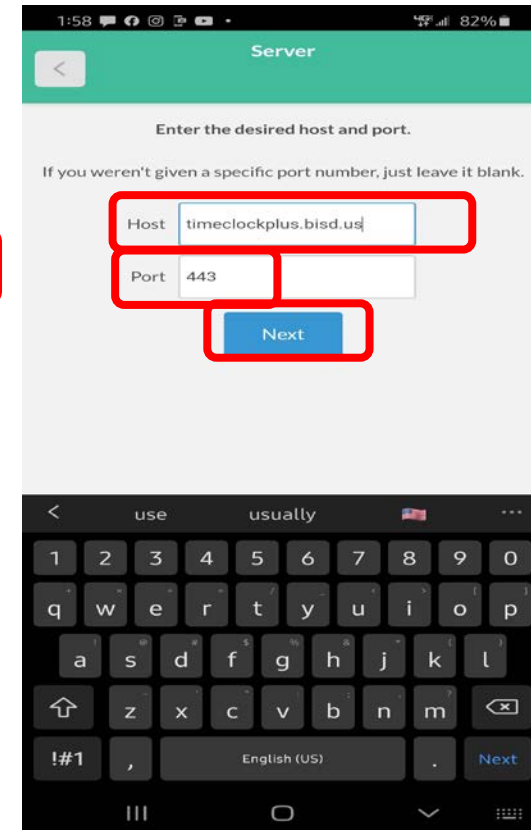 1:58 82%
Server
<
Enter the desired host and port.
If you weren't given a specific port number, just leave it blank.
Host timeclockplus.bisd.us
Port 443
Next
< use usually ...
1 2 3 4 5 6 7 8 9 0
q w e r t y u i o p
a s d f g h j k l
z x c v b n m
!#1 , English (US) . Next